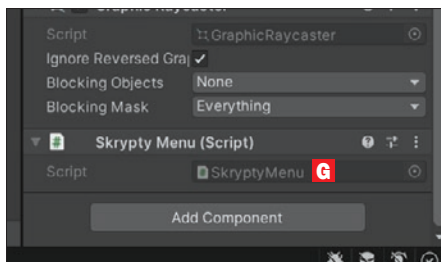 Script GraphicRaycaster
Ignore Reversed Gra
Blocking Objects None
Blocking Mask Everything
Skrypty Menu (Script)
Script SkryptyMenu G
Add Component